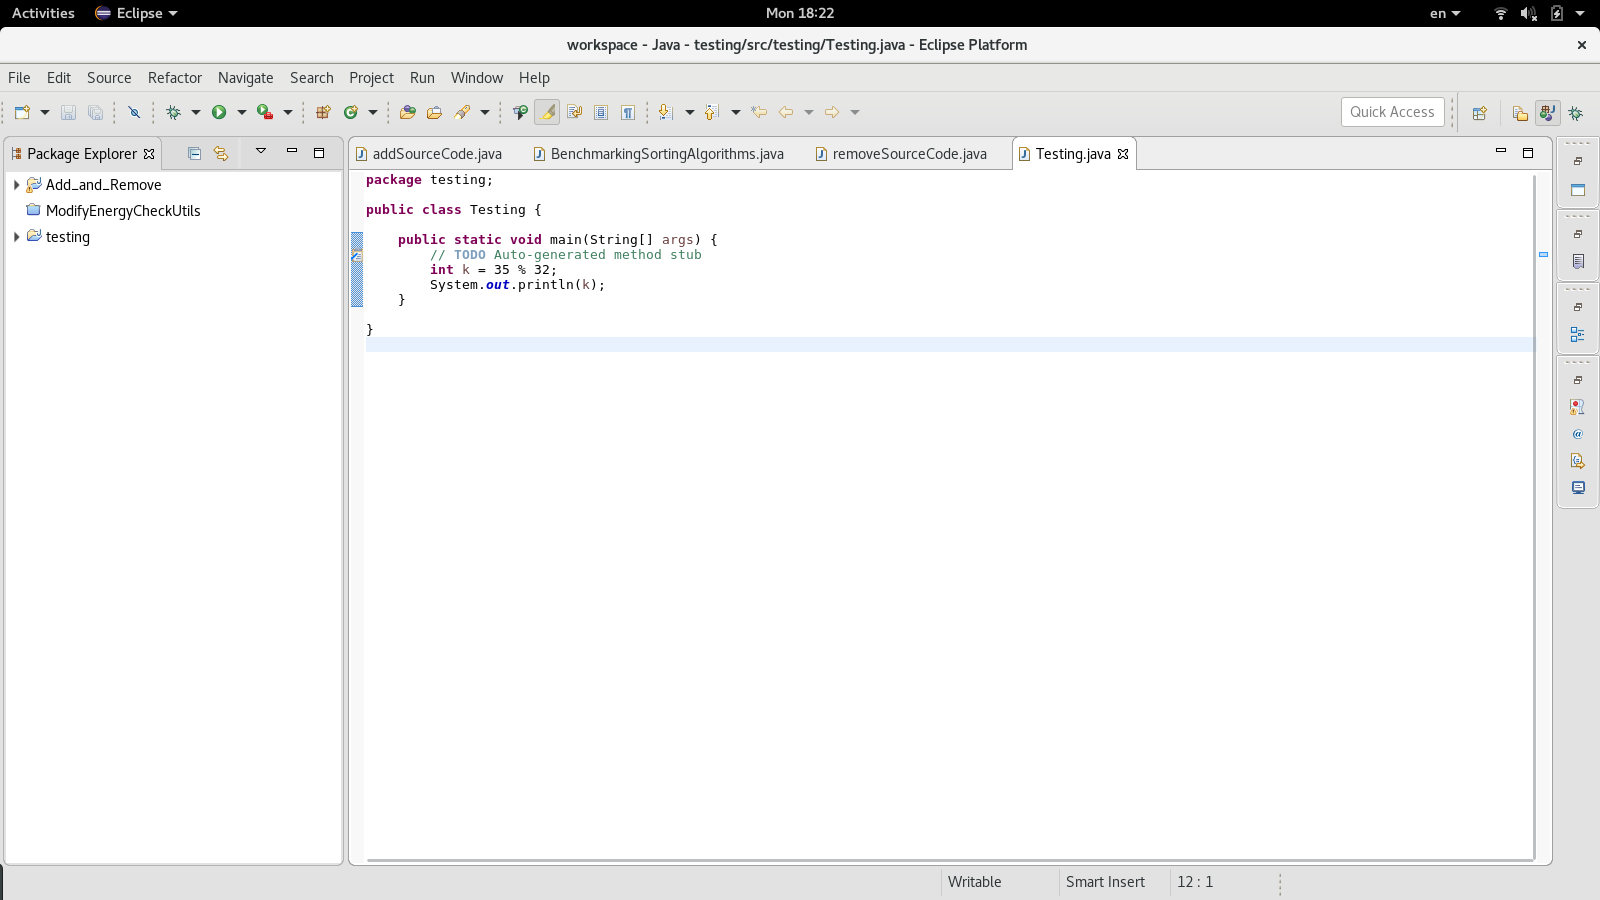 Activities Eclipse Mon 18:22 en
workspace - Java - testing/src/testing/Testing.java - Eclipse Platform
File Edit Source Refactor Navigate Search Project Run Window Help
Quick Access
Package Explorer
Add_and_Remove
ModifyEnergyCheckUtils
testing
addSourceCode.java BenchmarkingSortingAlgorithms.java removeSourceCode.java Testing.java
package testing;
public class Testing {
public static void main(String[] args) {
// TODO Auto-generated method stub
int k = 35 % 32;
System.out.println(k);
}
}
Writable Smart Insert 12 : 1